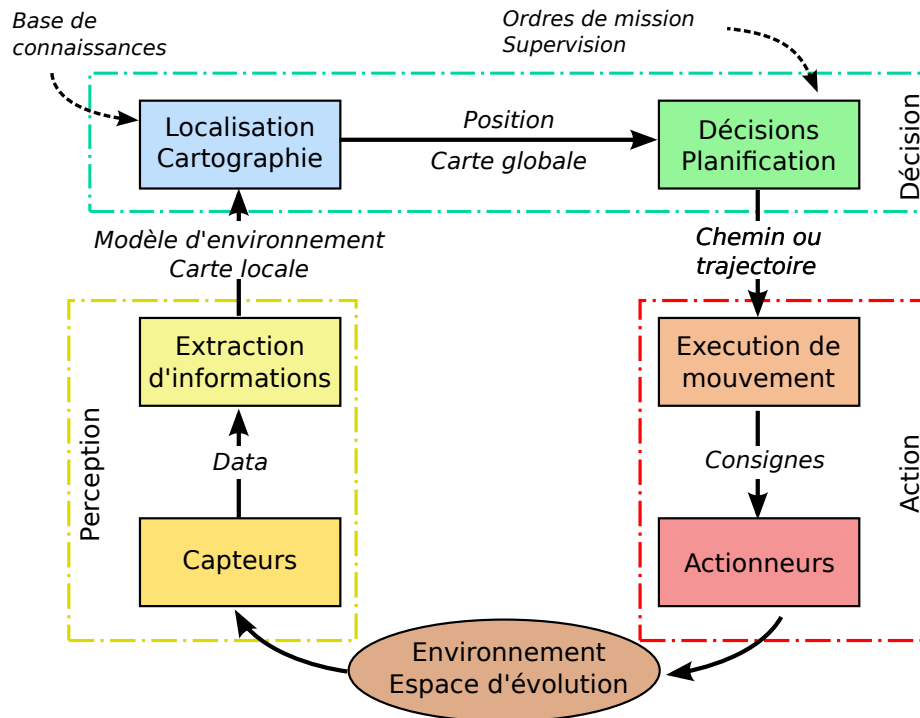 Base de
connaissances
Ordres de mission
Supervision
Localisation
Cartographie
Position
Carte globale
Décisions
Planification
Décision
Modèle d'environnement
Carte locale
Chemin ou
trajectoire
Extraction
d'informations
Execution de
mouvement
Perception
Data
Consignes
Action
Capteurs
Actionneurs
Environnement
Espace d'évolution